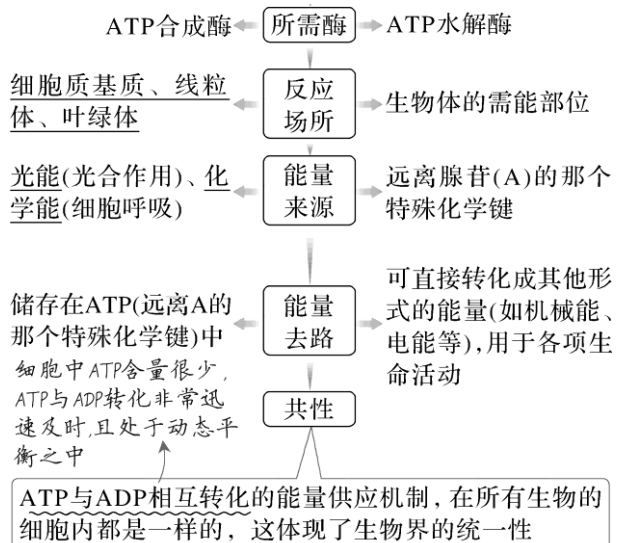 ATP合成酶
所需酶
ATP水解酶
细胞质基质、线粒
体、叶绿体
反应
场所
生物体的需能部位
光能(光合作用)、化
学能(细胞呼吸)
能量
来源
远离腺苷(A)的那个
特殊化学键
储存在ATP(远离A的
那个特殊化学键)中
能量
去路
可直接转化成其他形
式的能量(如机械能、
电能等),用于各项生
命活动
细胞中ATP含量很少,
ATP与ADP转化非常迅
速及时,且处于动态平
衡之中
共性
ATP与ADP相互转化的能量供应机制，在所有生物的
细胞内都是一样的，这体现了生物界的统一性